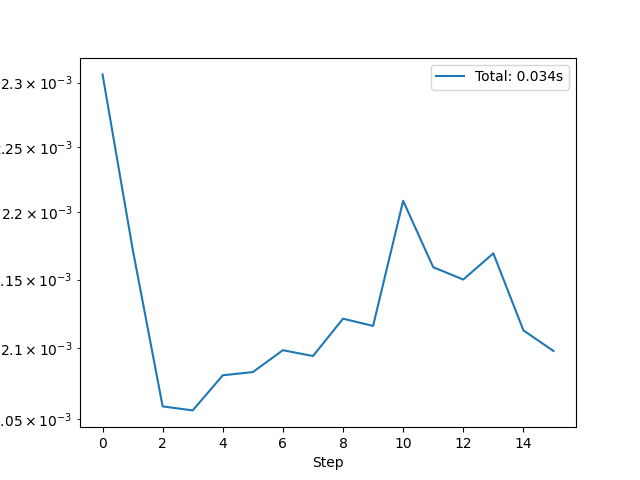 Total: 0.034s
2.3 × 10⁻³
.25 × 10⁻³
2.2 × 10⁻³
.15 × 10⁻³
2.1 × 10⁻³
.05 × 10⁻³
0 2 4 6 8 10 12 14
Step